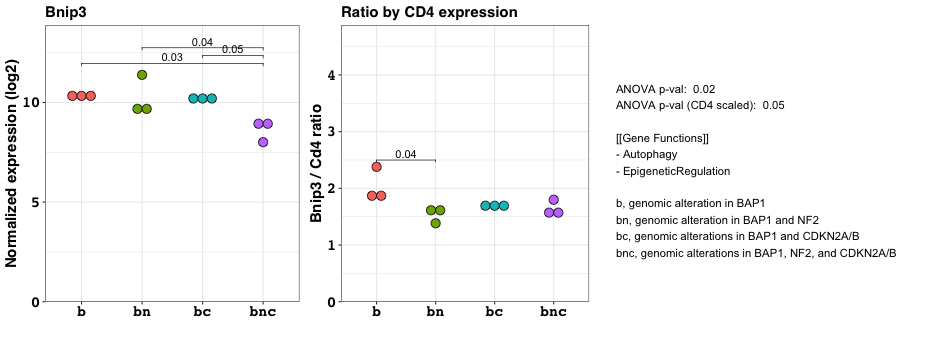 Bnip3
Normalized expression (log2)
10
5
0
0.04
0.05
0.03
b
bn
bc
bnc
Ratio by CD4 expression
Bnip3 / Cd4 ratio
4
3
2
1
0
0.04
b
bn
bc
bnc
ANOVA p-val: 0.02
ANOVA p-val (CD4 scaled): 0.05
[[Gene Functions]]
- Autophagy
- EpigeneticRegulation
b, genomic alteration in BAP1
bn, genomic alteration in BAP1 and NF2
bc, genomic alterations in BAP1 and CDKN2A/B
bnc, genomic alterations in BAP1, NF2, and CDKN2A/B